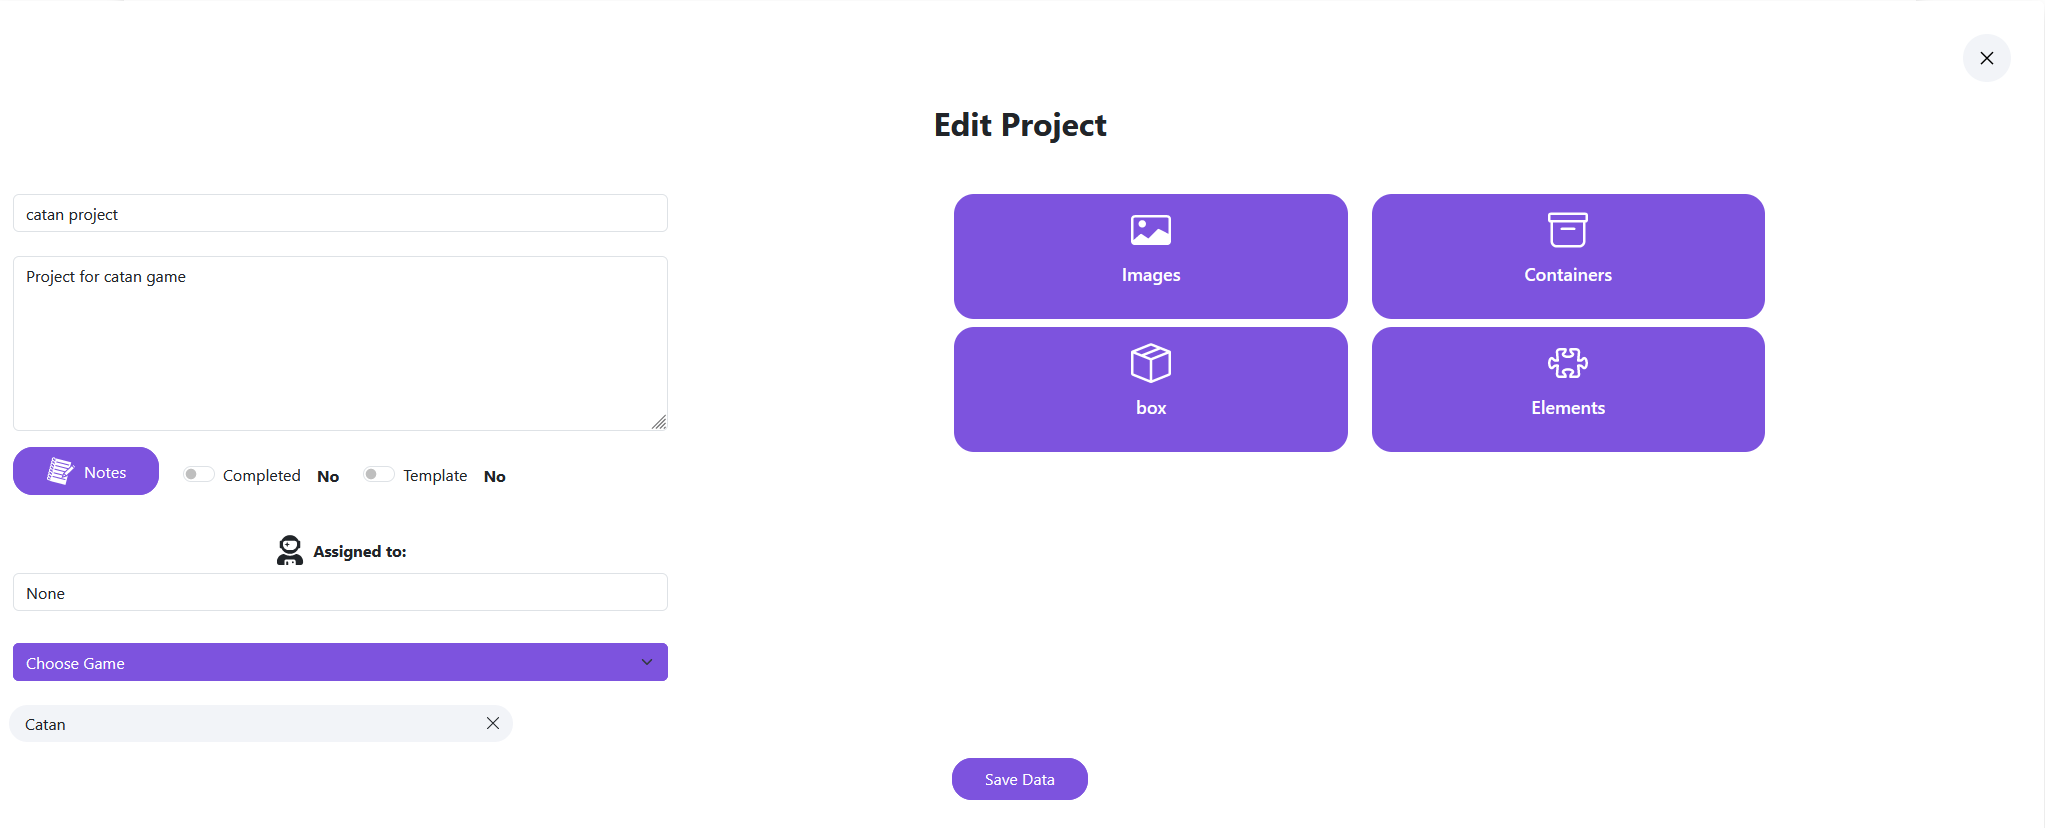 Edit Project
catan project
Project for catan game
Notes
Completed No
Template No
Assigned to:
None
Choose Game
Catan
Images
Containers
box
Elements
Save Data